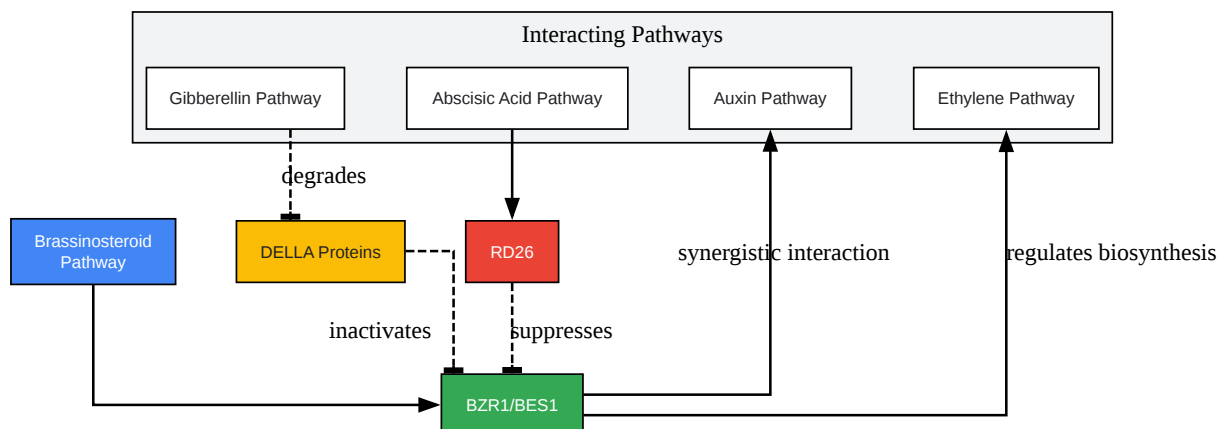 Interacting Pathways
Gibberellin Pathway
Abscisic Acid Pathway
Auxin Pathway
Ethylene Pathway
degrades
Brassinosteroid
Pathway
DELLA Proteins
RD26
synergistic interaction
regulates biosynthesis
inactivates
suppresses
BZR1/BES1